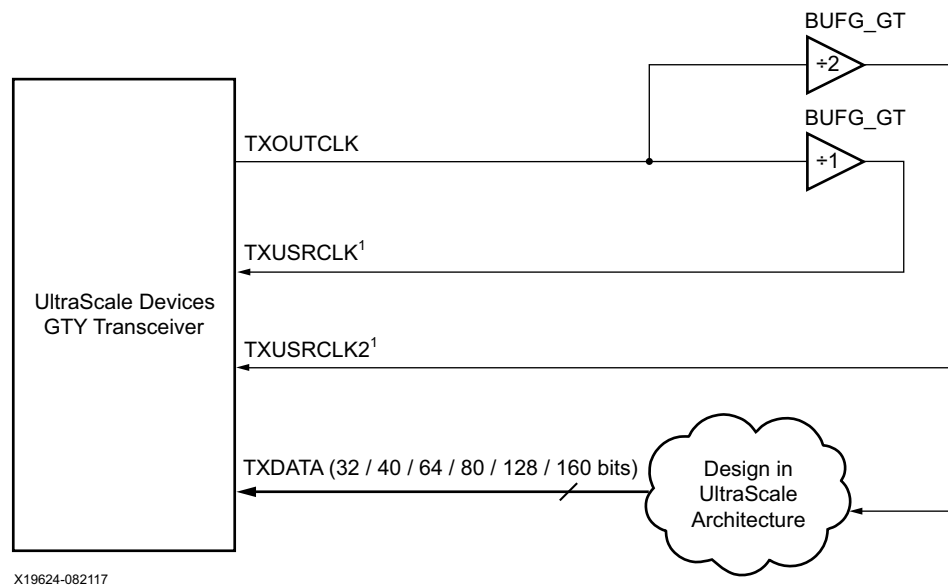 BUFG_GT
÷2
BUFG_GT
÷1
TXOUTCLK
TXUSRCLK¹
UltraScale Devices
GTY Transceiver
TXUSRCLK2¹
TXDATA (32 / 40 / 64 / 80 / 128 / 160 bits)
Design in
UltraScale
Architecture
X19624-082117